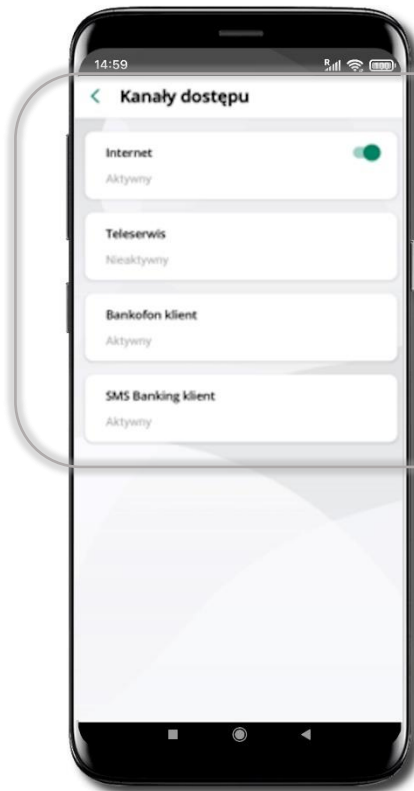 14:59
Kanały dostępu
Internet
Aktywny
Teleserwis
Nieaktywny
Bankofon klient
Aktywny
SMS Banking klient
Aktywny